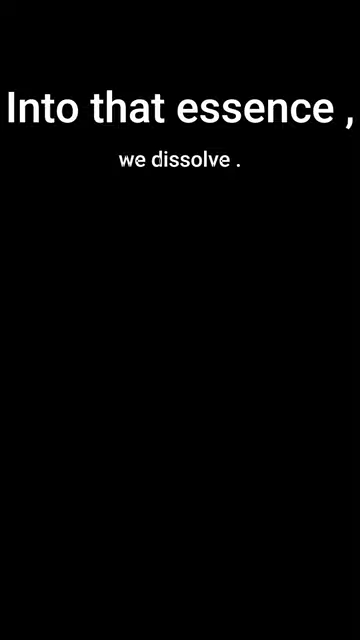 Into that essence ,
we dissolve .